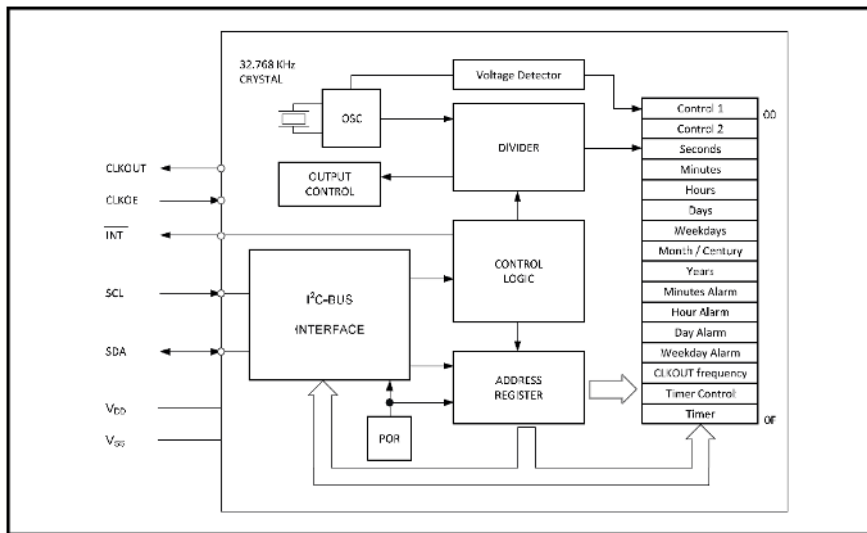 32.768 KHz
CRYSTAL
OSC
Voltage Detector
DIVIDER
OUTPUT
CONTROL
CONTROL
LOGIC
I²C-BUS
INTERFACE
ADDRESS
REGISTER
POR
CLKOUT
CLKOE
INT
SCL
SDA
VDD
VSS
Control 1
00
Control 2
Seconds
Minutes
Hours
Days
Weekdays
Month / Century
Years
Minutes Alarm
Hour Alarm
Day Alarm
Weekday Alarm
CLKOUT frequency
Timer Control
Timer
0F